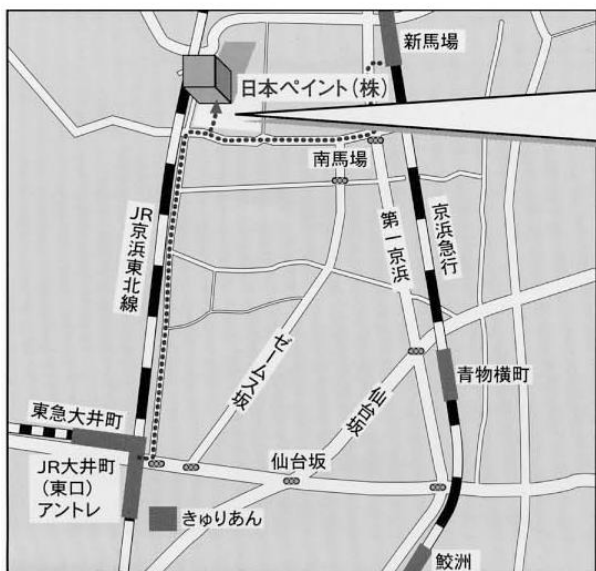 新馬場
日本ペイント(株)
南馬場
JR京浜東北線
第一京浜
京浜急行
ゼームス坂
仙台坂
青物横町
東急大井町
仙台坂
JR大井町
(東口)
アントレ
きゅりあん
鮫洲